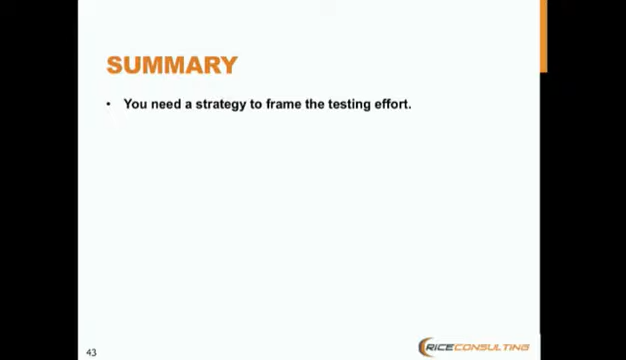 SUMMARY
• You need a strategy to frame the testing effort.
43
RICECONSULTING